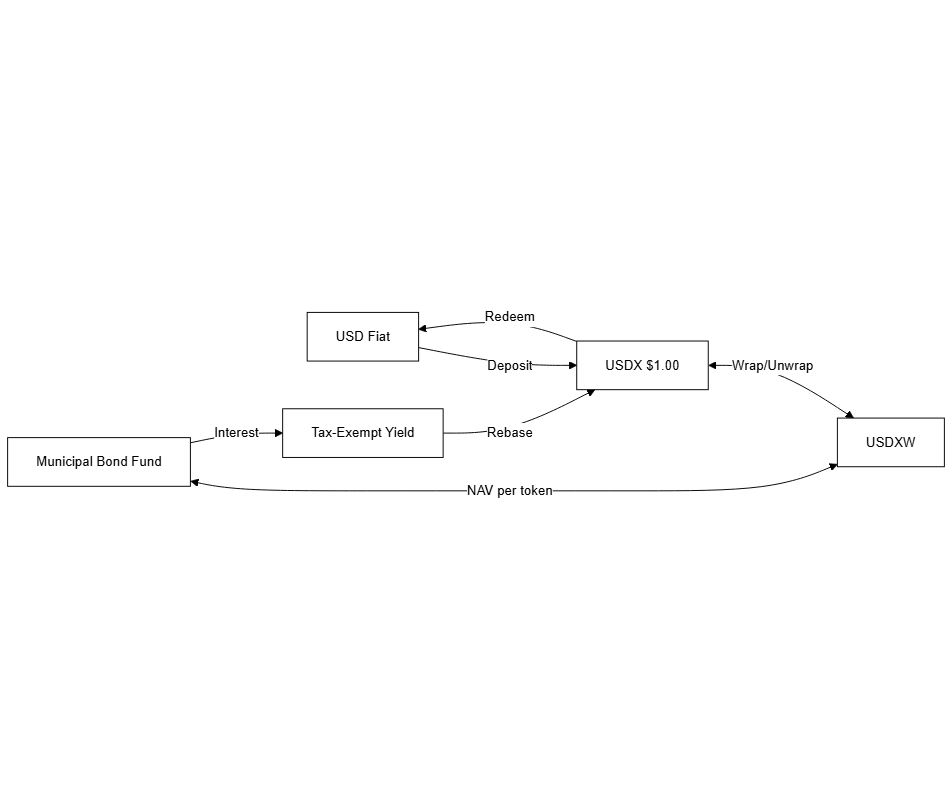 Redeem
USD Fiat
Deposit
USDX $1.00
Wrap/Unwrap
Interest
Tax-Exempt Yield
Rebase
USDXW
Municipal Bond Fund
NAV per token